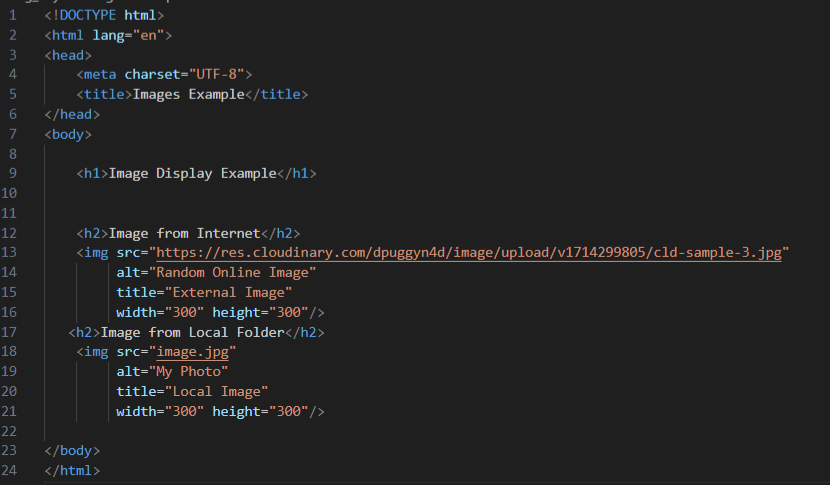 1 <!DOCTYPE html>
2 <html lang="en">
3 <head>
4     <meta charset="UTF-8">
5     <title>Images Example</title>
6 </head>
7 <body>
8
9     <h1>Image Display Example</h1>
10
11
12     <h2>Image from Internet</h2>
13     <img src="https://res.cloudinary.com/dpuggyn4d/image/upload/v1714299805/cld-sample-3.jpg"
14          alt="Random Online Image"
15          title="External Image"
16          width="300" height="300"/>
17    <h2>Image from Local Folder</h2>
18     <img src="image.jpg"
19          alt="My Photo"
20          title="Local Image"
21          width="300" height="300"/>
22
23 </body>
24 </html>